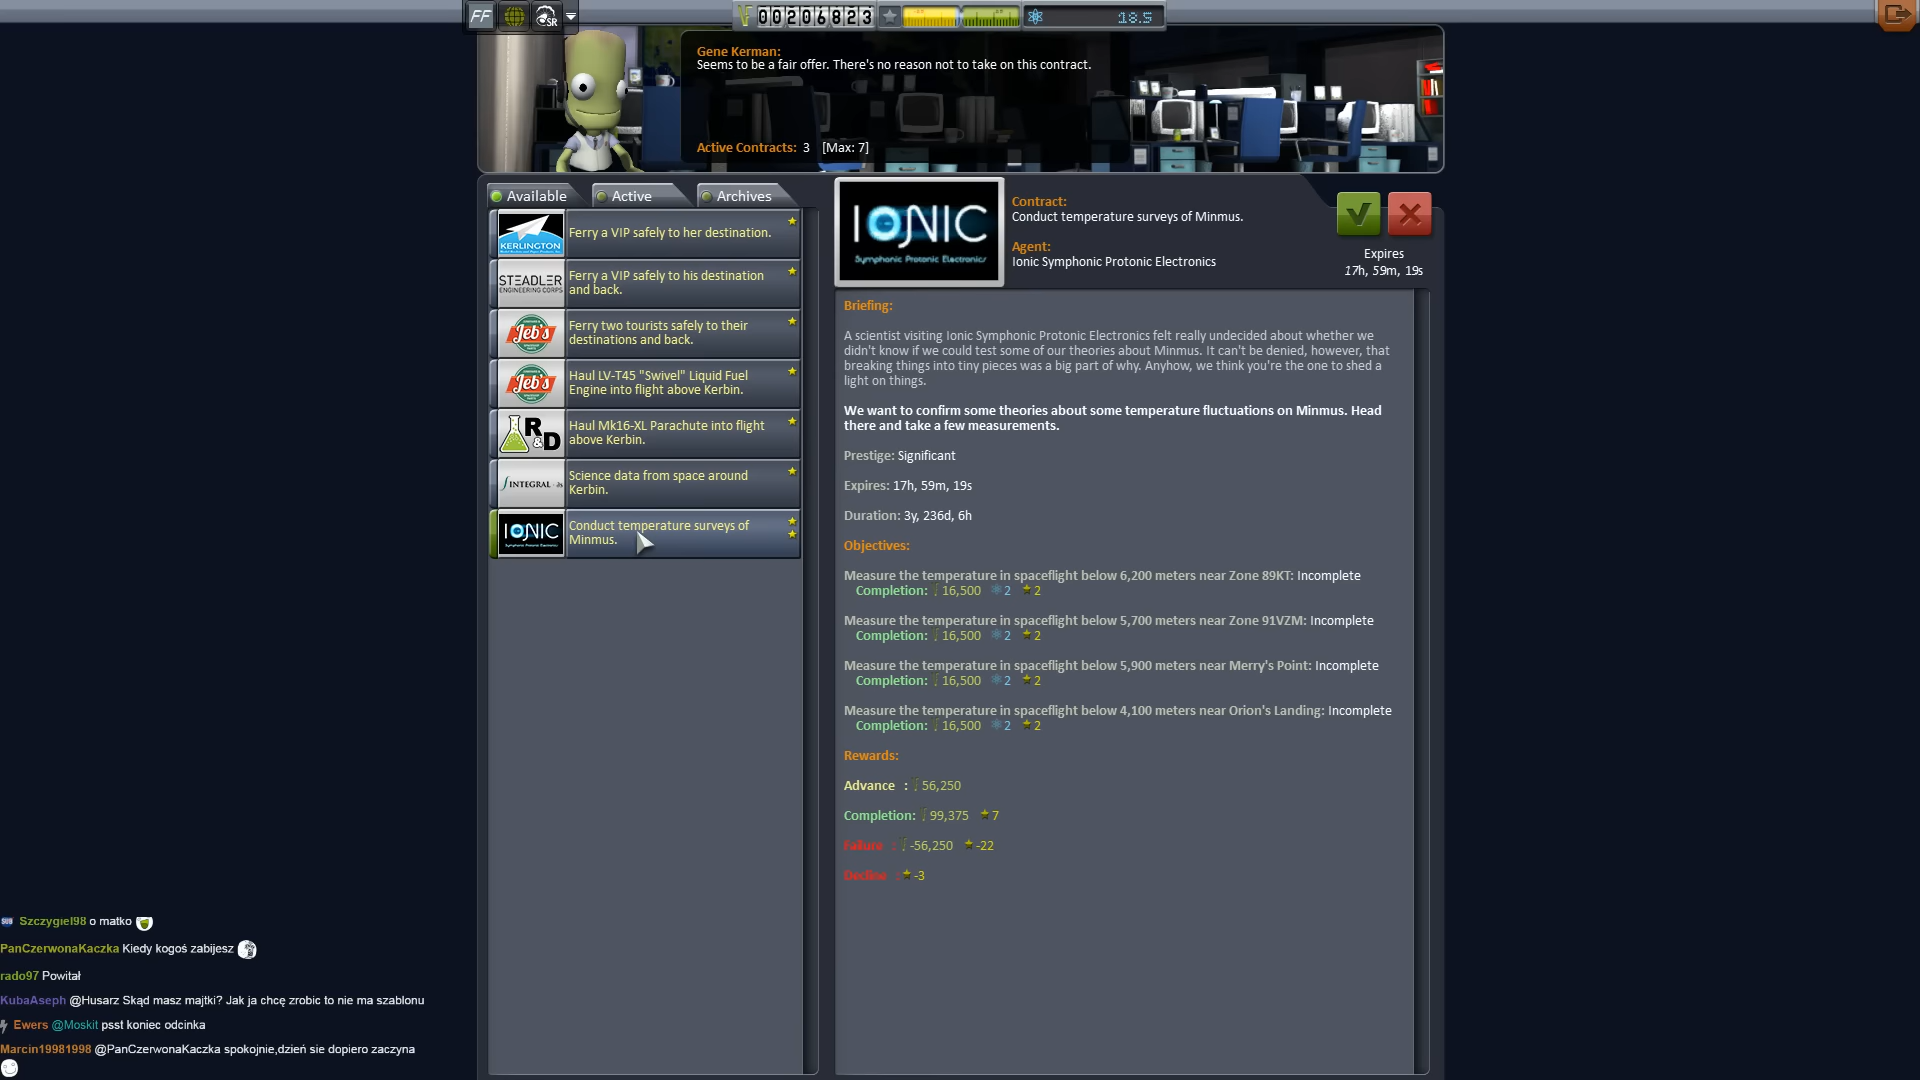 FF
SR
00206823
18.5
Gene Kerman:
Seems to be a fair offer. There's no reason not to take on this contract.
Active Contracts: 3 [Max: 7]
Available
Active
Archives
KERLINGTON
Ferry a VIP safely to her destination.
STEADLER
ENGINEERING CORPS
Ferry a VIP safely to his destination
and back.
Jeb's
Ferry two tourists safely to their
destinations and back.
Jeb's
Haul LV-T45 "Swivel" Liquid Fuel
Engine into flight above Kerbin.
R&D
Haul Mk16-XL Parachute into flight
above Kerbin.
INTEGRAL
Science data from space around
Kerbin.
IONIC
Symphonic Protonic Electronics
Conduct temperature surveys of
Minmus.
IONIC
Symphonic Protonic Electronics
Contract:
Conduct temperature surveys of Minmus.
Agent:
Ionic Symphonic Protonic Electronics
Expires
17h, 59m, 19s
Briefing:
A scientist visiting Ionic Symphonic Protonic Electronics felt really undecided about whether we
didn't know if we could test some of our theories about Minmus. It can't be denied, however, that
breaking things into tiny pieces was a big part of why. Anyhow, we think you're the one to shed a
light on things.
We want to confirm some theories about some temperature fluctuations on Minmus. Head
there and take a few measurements.
Prestige: Significant
Expires: 17h, 59m, 19s
Duration: 3y, 236d, 6h
Objectives:
Measure the temperature in spaceflight below 6,200 meters near Zone 89KT: Incomplete
Completion: 16,500 2 2
Measure the temperature in spaceflight below 5,700 meters near Zone 91VZM: Incomplete
Completion: 16,500 2 2
Measure the temperature in spaceflight below 5,900 meters near Merry's Point: Incomplete
Completion: 16,500 2 2
Measure the temperature in spaceflight below 4,100 meters near Orion's Landing: Incomplete
Completion: 16,500 2 2
Rewards:
Advance : 56,250
Completion: 99,375 7
Failure : -56,250 -22
Decline : -3
SUB Szczygiel98 o matko
PanCzerwonaKaczka Kiedy kogoś zabijesz
rado97 Powitał
KubaAseph @Husarz Skąd masz majtki? Jak ja chcę zrobic to nie ma szablonu
Ewers @Moskit psst koniec odcinka
Marcin19981998 @PanCzerwonaKaczka spokojnie,dzień sie dopiero zaczyna